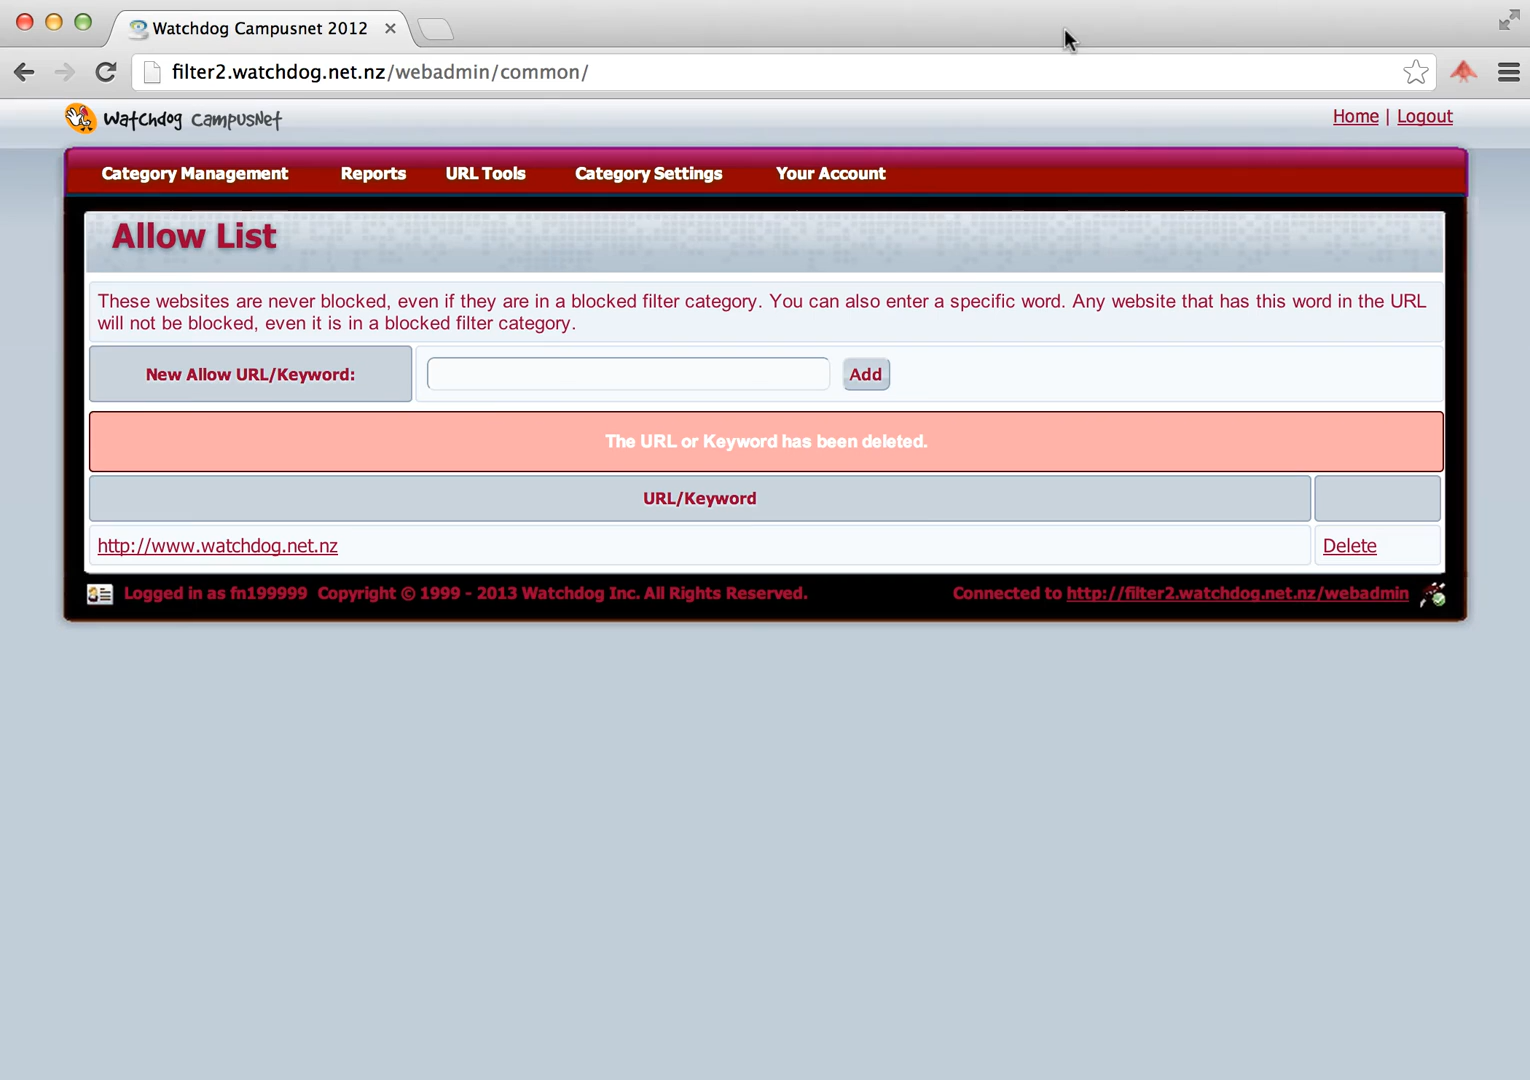 Watchdog Campusnet 2012
filter2.watchdog.net.nz/webadmin/common/
Watchdog CampusNet
Home | Logout
Category Management Reports URL Tools Category Settings Your Account
Allow List
These websites are never blocked, even if they are in a blocked filter category. You can also enter a specific word. Any website that has this word in the URL
will not be blocked, even it is in a blocked filter category.
New Allow URL/Keyword: Add
The URL or Keyword has been deleted.
URL/Keyword
http://www.watchdog.net.nz Delete
Logged in as fn199999 Copyright © 1999 - 2013 Watchdog Inc. All Rights Reserved. Connected to http://filter2.watchdog.net.nz/webadmin